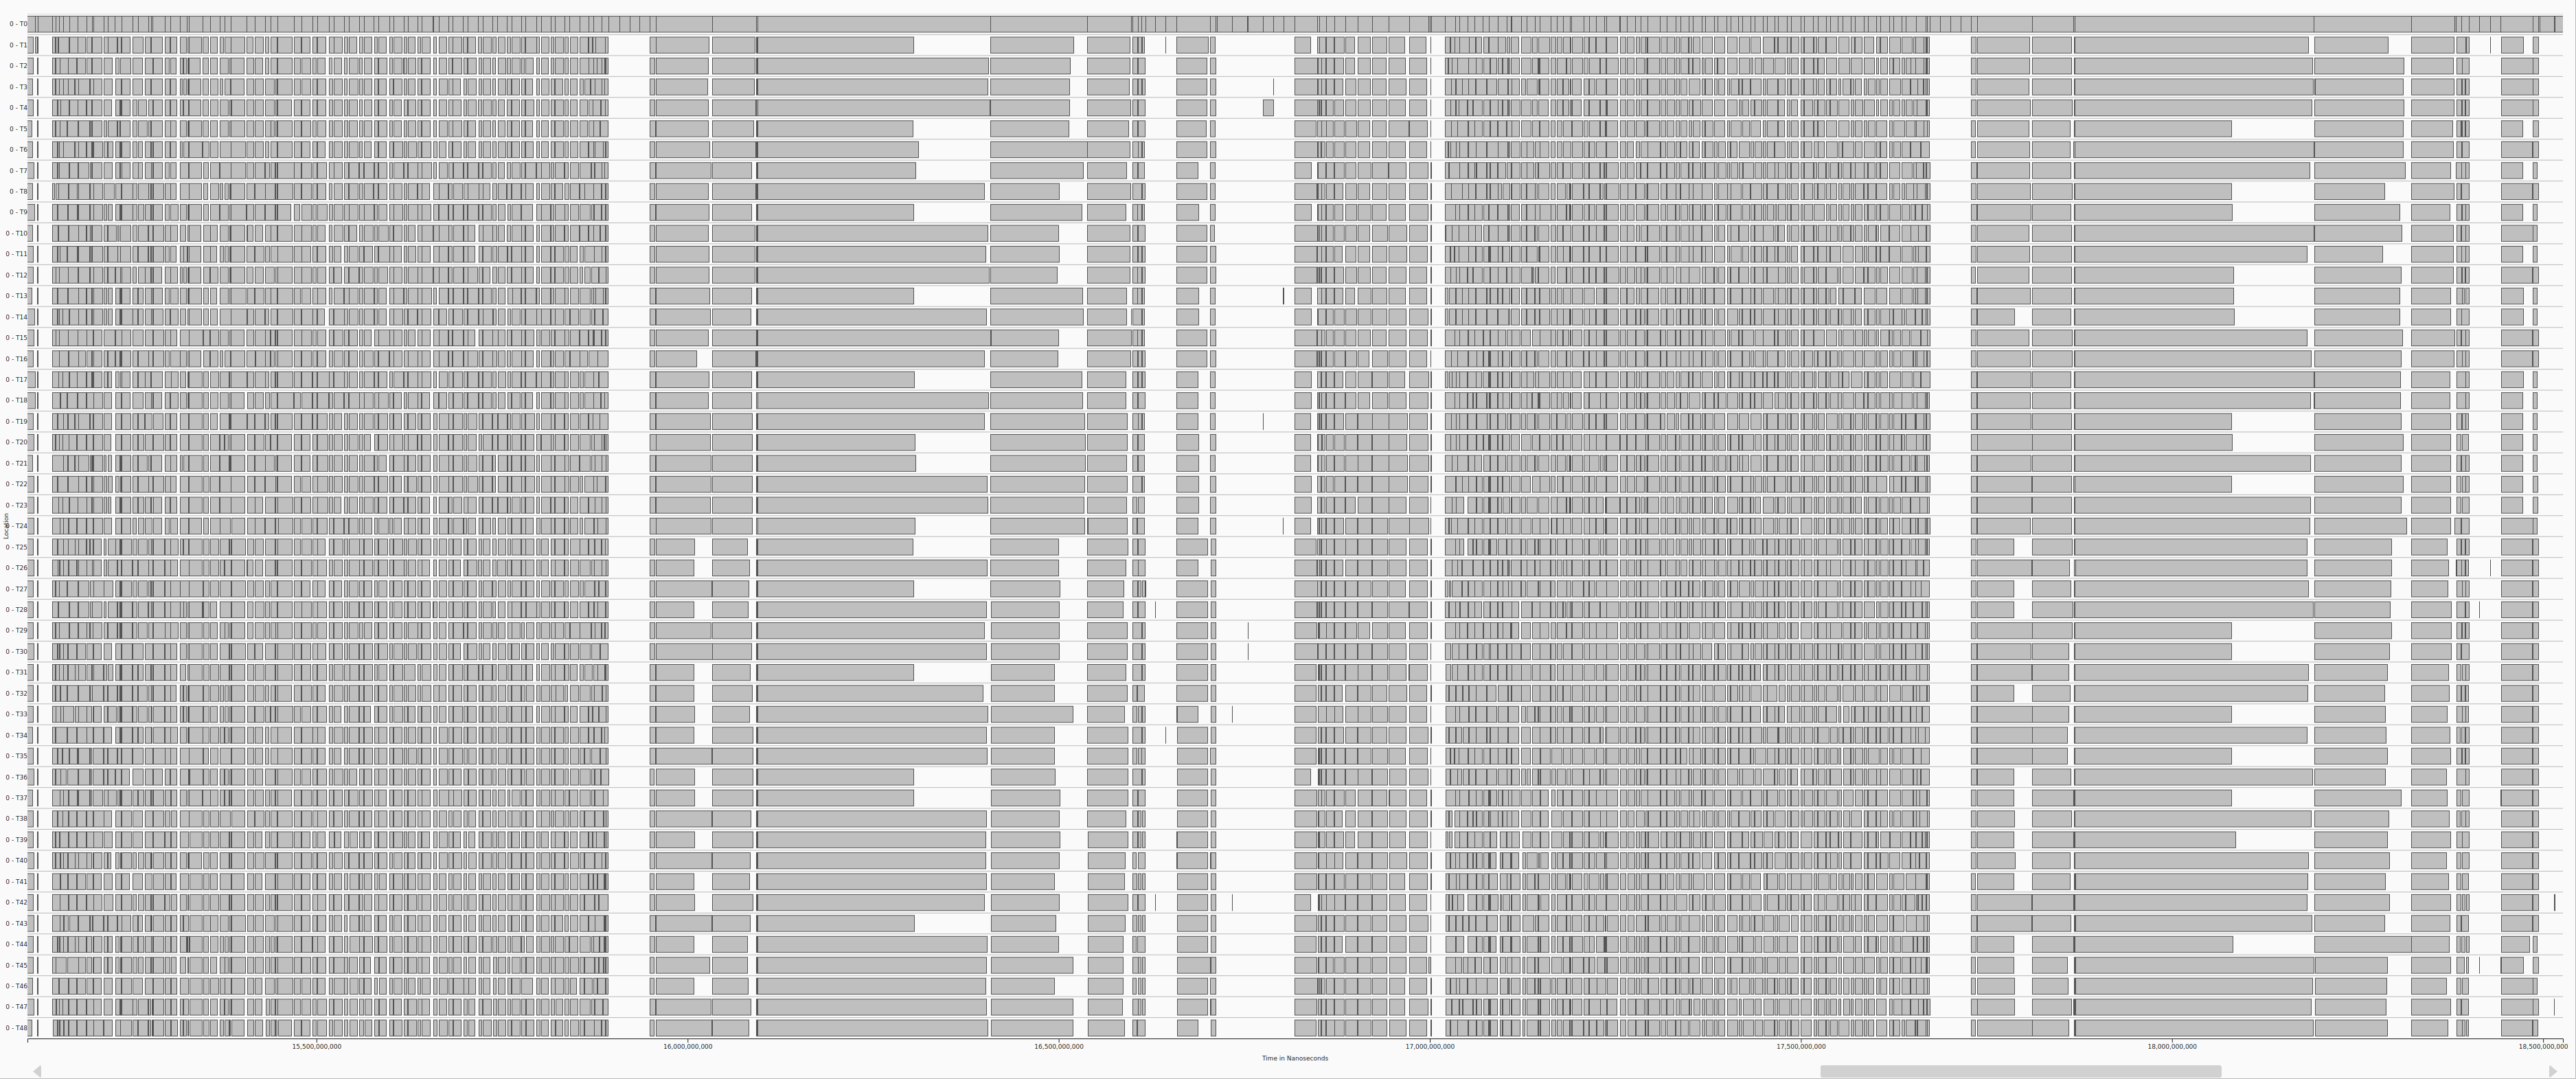 0 - T0
0 - T1
0 - T2
0 - T3
0 - T4
0 - T5
0 - T6
0 - T7
0 - T8
0 - T9
0 - T10
0 - T11
0 - T12
0 - T13
0 - T14
0 - T15
0 - T16
0 - T17
0 - T18
0 - T19
0 - T20
0 - T21
0 - T22
0 - T23
Location
0 - T24
0 - T25
0 - T26
0 - T27
0 - T28
0 - T29
0 - T30
0 - T31
0 - T32
0 - T33
0 - T34
0 - T35
0 - T36
0 - T37
0 - T38
0 - T39
0 - T40
0 - T41
0 - T42
0 - T43
0 - T44
0 - T45
0 - T46
0 - T47
0 - T48
15,500,000,000 16,000,000,000 16,500,000,000 17,000,000,000 17,500,000,000 18,000,000,000 18,500,000,000
Time in Nanoseconds